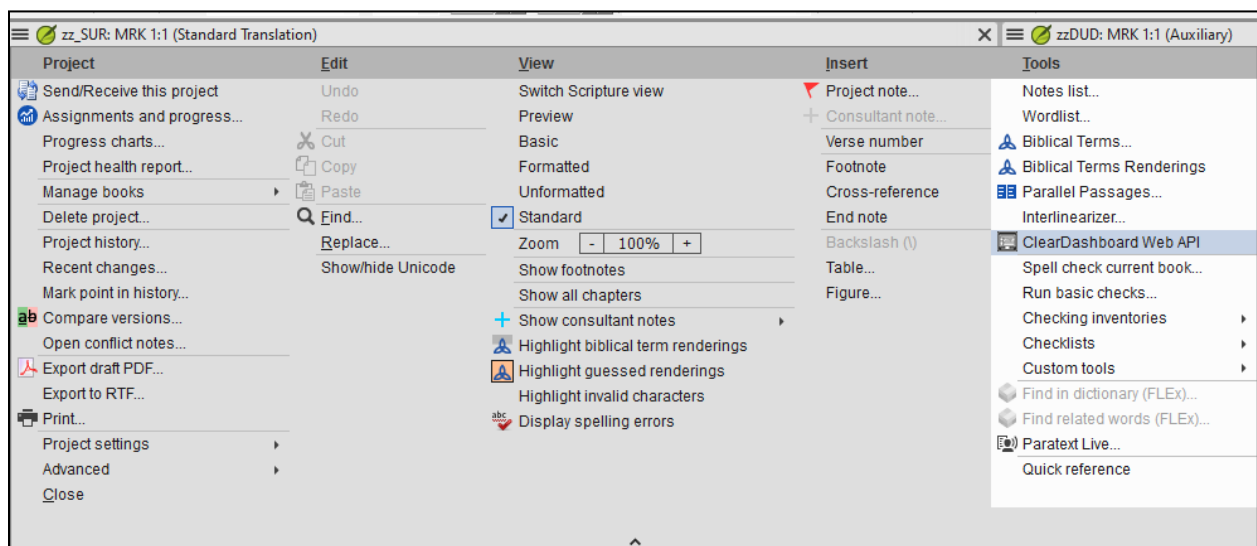 zz_SUR: MRK 1:1 (Standard Translation)
zzDUD: MRK 1:1 (Auxiliary)
Project
Send/Receive this project
Assignments and progress...
Progress charts...
Project health report...
Manage books
Delete project...
Project history...
Recent changes...
Mark point in history...
Compare versions...
Open conflict notes...
Export draft PDF...
Export to RTF...
Print...
Project settings
Advanced
Close
Edit
Undo
Redo
Cut
Copy
Paste
Find...
Replace...
Show/hide Unicode
View
Switch Scripture view
Preview
Basic
Formatted
Unformatted
Standard
Zoom - 100% +
Show footnotes
Show all chapters
Show consultant notes
Highlight biblical term renderings
Highlight guessed renderings
Highlight invalid characters
abc Display spelling errors
Insert
Project note...
Consultant note...
Verse number
Footnote
Cross-reference
End note
Backslash (\)
Table...
Figure...
Tools
Notes list...
Wordlist...
Biblical Terms...
Biblical Terms Renderings
Parallel Passages...
Interlinearizer...
ClearDashboard Web API
Spell check current book...
Run basic checks...
Checking inventories
Checklists
Custom tools
Find in dictionary (FLEx)...
Find related words (FLEx)...
Paratext Live...
Quick reference